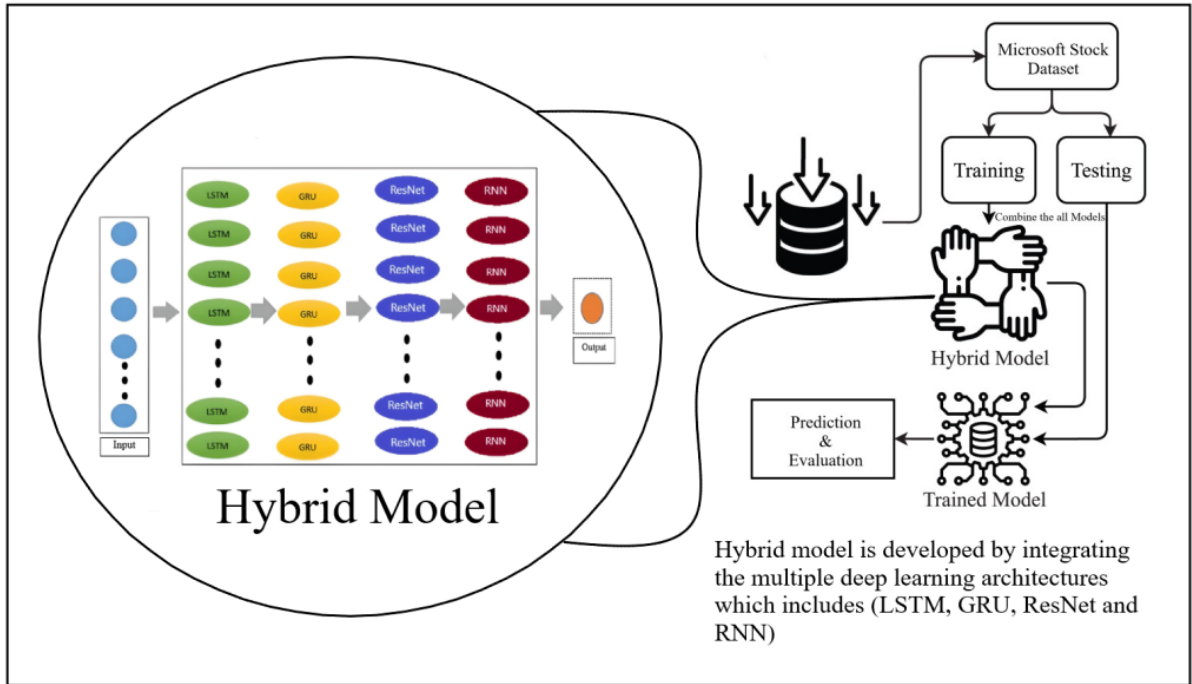 LSTM GRU ResNet RNN
LSTM GRU ResNet RNN
LSTM GRU ResNet RNN
LSTM GRU ResNet RNN
LSTM GRU ResNet RNN
LSTM GRU ResNet RNN
Input
Output
Hybrid Model
Microsoft Stock
Dataset
Training
Testing
Combine the all Models
Hybrid Model
Prediction
&
Evaluation
Trained Model
Hybrid model is developed by integrating
the multiple deep learning architectures
which includes (LSTM, GRU, ResNet and
RNN)